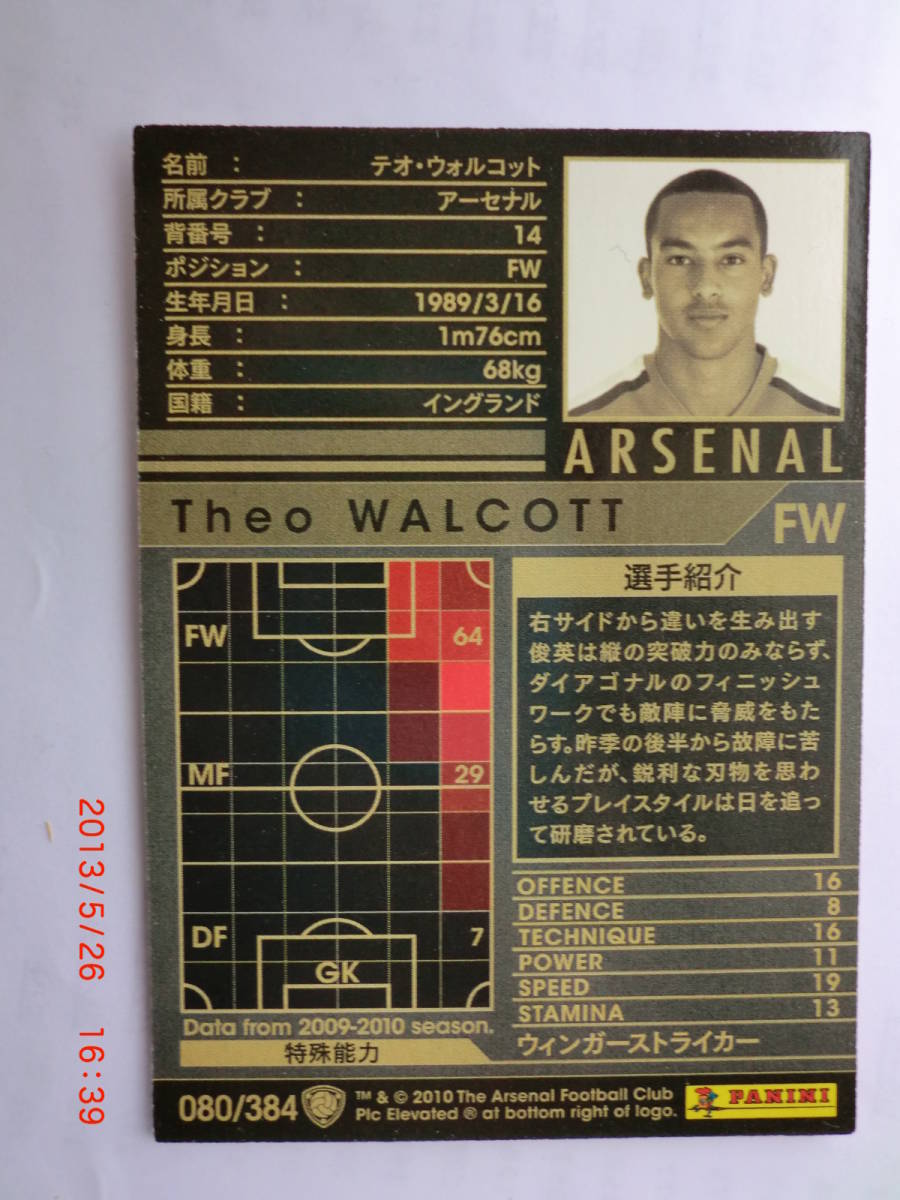 名前 : テオ・ウォルコット
所属クラブ : アーセナル
背番号 : 14
ポジション : FW
生年月日 : 1989/3/16
身長 : 1m76cm
体重 : 68kg
国籍 : イングランド
ARSENAL
Theo WALCOTT
FW
FW 64
MF 29
DF 7
GK
Data from 2009-2010 season.
特殊能力
選手紹介
右サイドから違いを生み出す
俊英は縦の突破力のみならず、
ダイアゴナルのフィニッシュ
ワークでも敵陣に脅威をもた
らす。昨季の後半から故障に苦
しんだが、鋭利な刃物を思わ
せるプレイスタイルは日を追っ
て研磨されている。
OFFENCE 16
DEFENCE 8
TECHNIQUE 16
POWER 11
SPEED 19
STAMINA 13
ウィンガーストライカー
080/384
™ & © 2010 The Arsenal Football Club
Plc Elevated ® at bottom right of logo.
PANINI
2013/5/26 16:39